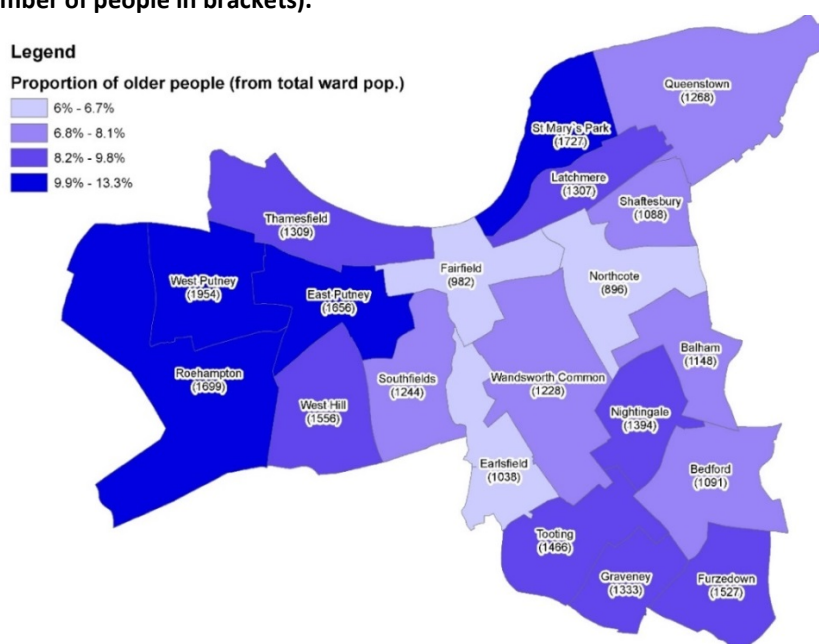 mber of people in brackets).
Legend
Proportion of older people (from total ward pop.)
6% - 6.7%
6.8% - 8.1%
8.2% - 9.8%
9.9% - 13.3%
Queenstown
(1268)
St Mary's Park
(1727)
Latchmere
(1307)
Shaftesbury
(1088)
Thamesfield
(1309)
Fairfield
(982)
Northcote
(896)
West Putney
(1954)
East Putney
(1656)
Balham
(1148)
Roehampton
(1699)
Southfields
(1244)
Wandsworth Common
(1228)
West Hill
(1556)
Nightingale
(1394)
Earlsfield
(1038)
Bedford
(1091)
Tooting
(1466)
Graveney
(1333)
Furzedown
(1527)